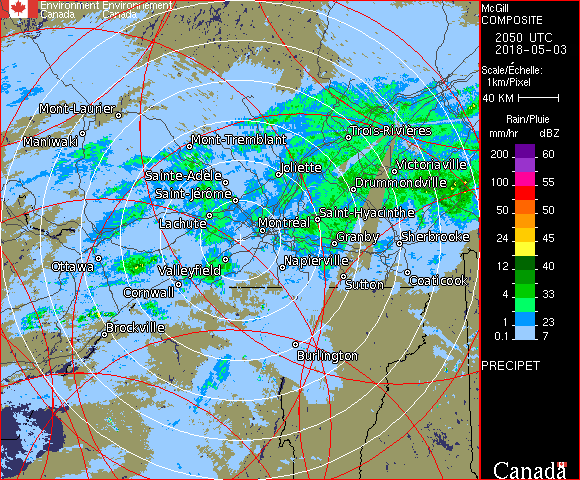 Environment Environnement
Canada Canada
McGill
COMPOSITE
2050 UTC
2018-05-03
Scale/Échelle:
1km/Pixel
40 KM
Rain/Pluie
mm/hr dBZ
200 60
100 55
50 50
45
24 45
12 40
4 33
1 23
0.1 7
PRECIPET
Canada
Mont-Laurier
Maniwaki
Mont-Tremblant
Trois-Rivières
Joliette
Victoriaville
Sainte-Adèle
Drummondville
Saint-Jérôme
Saint-Hyacinthe
Lachute
Montréal
Granby
Sherbrooke
Ottawa
Valleyfield
Napierville
Cornwall
Sutton
Coaticook
Brockville
Burlington